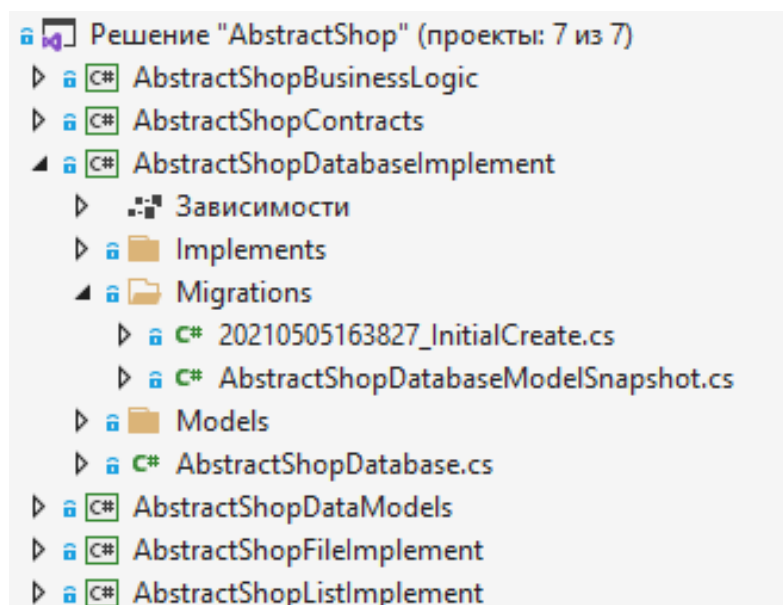 Решение "AbstractShop" (проекты: 7 из 7)
C# AbstractShopBusinessLogic
C# AbstractShopContracts
C# AbstractShopDatabaseImplement
Зависимости
Implements
Migrations
C# 20210505163827_InitialCreate.cs
C# AbstractShopDatabaseModelSnapshot.cs
Models
C# AbstractShopDatabase.cs
C# AbstractShopDataModels
C# AbstractShopFileImplement
C# AbstractShopListImplement